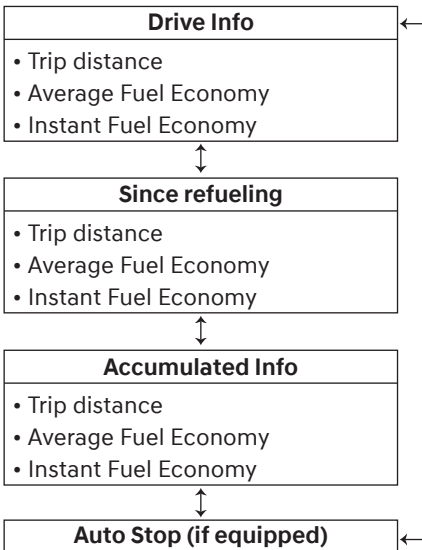 Drive Info
• Trip distance
• Average Fuel Economy
• Instant Fuel Economy
Since refueling
• Trip distance
• Average Fuel Economy
• Instant Fuel Economy
Accumulated Info
• Trip distance
• Average Fuel Economy
• Instant Fuel Economy
Auto Stop (if equipped)